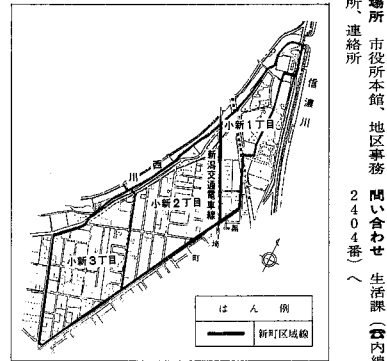 場所 市役所本館、地区事務
所、連絡所
問い合わせ 生活課(☎内線
2404番)へ
信濃川
小新1丁目
西川
新潟交通電車線
小新2丁目
小新3丁目
はん例
新町区域線